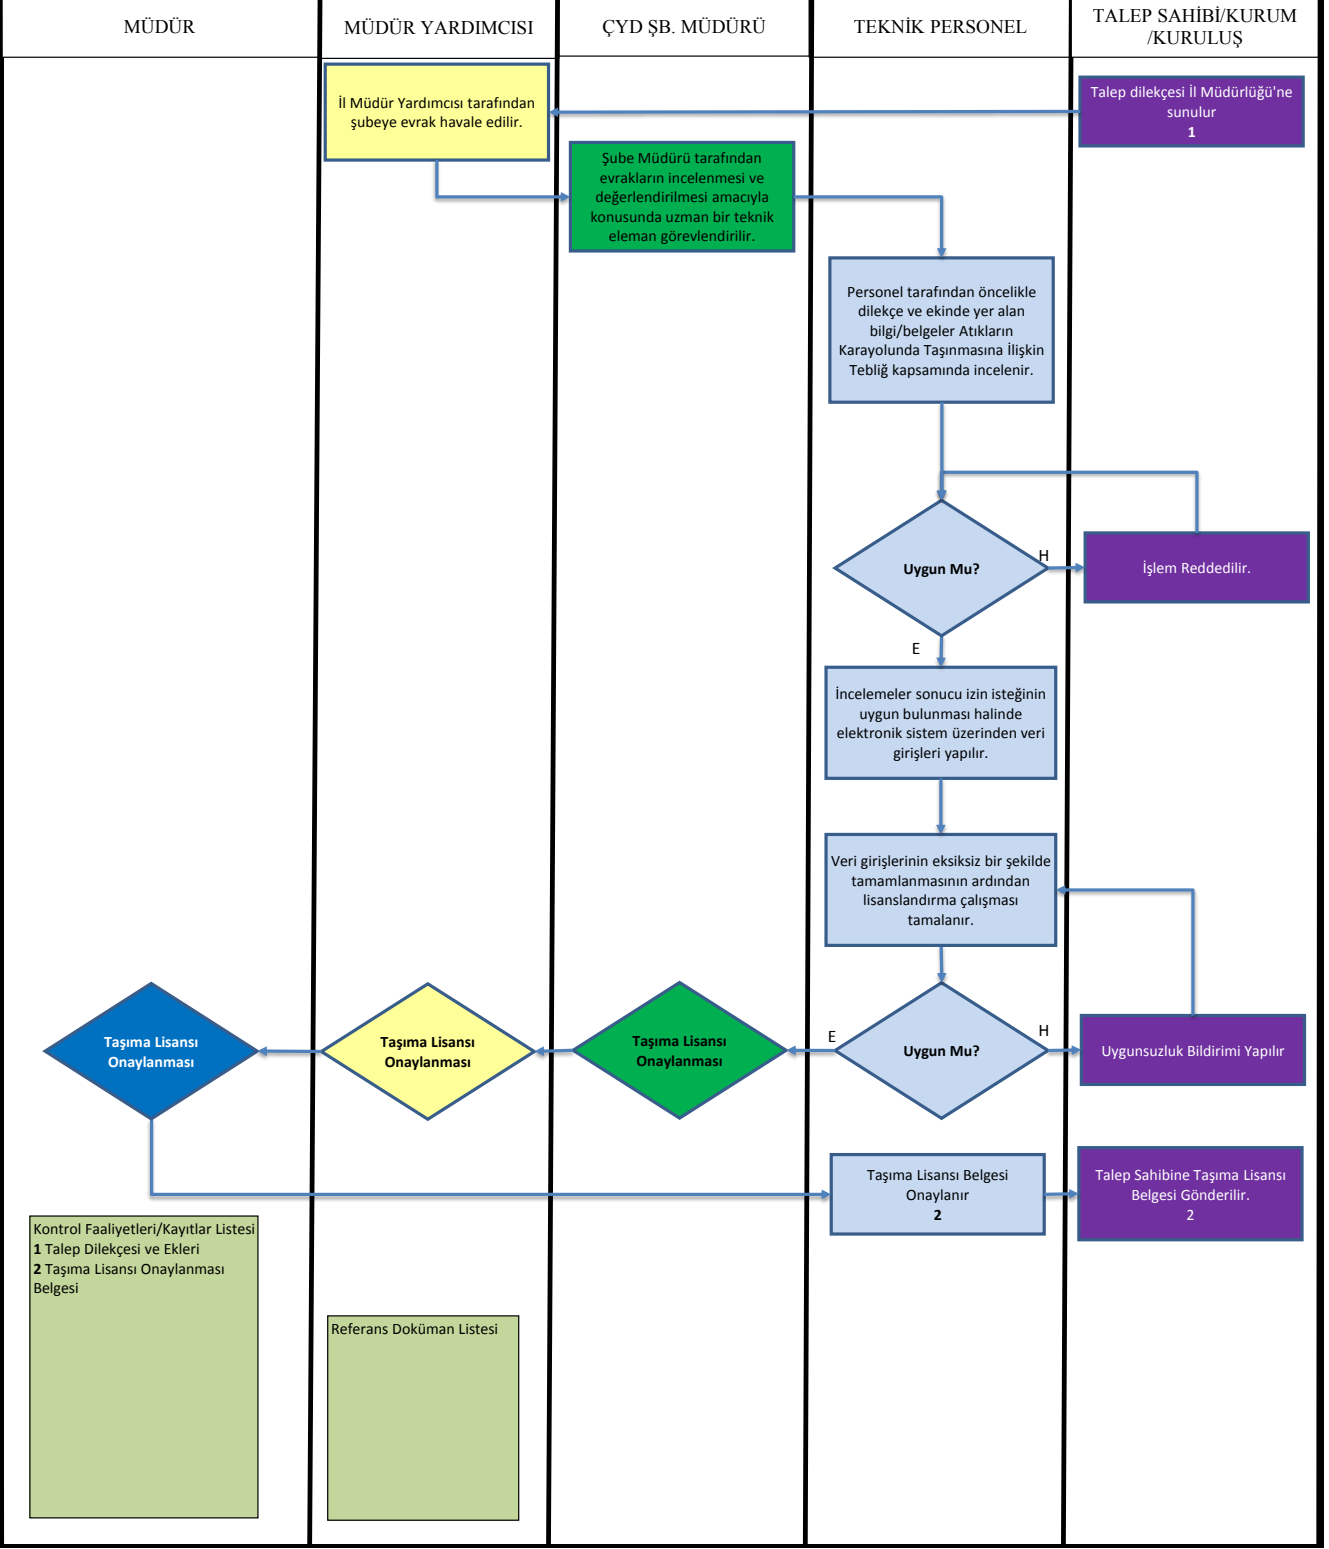 MÜDÜR
MÜDÜR YARDIMCISI
ÇYD ŞB. MÜDÜRÜ
TEKNİK PERSONEL
TALEP SAHİBİ/KURUM
/KURULUŞ
Talep dilekçesi İl Müdürlüğü'ne
sunulur
1
İl Müdür Yardımcısı tarafından
şubeye evrak havale edilir.
Şube Müdürü tarafından
evrakların incelenmesi ve
değerlendirilmesi amacıyla
konusunda uzman bir teknik
eleman görevlendirilir.
Personel tarafından öncelikle
dilekçe ve ekinde yer alan
bilgi/belgeler Atıkların
Karayolunda Taşınmasına İlişkin
Tebliğ kapsamında incelenir.
Uygun Mu?
H
İşlem Reddedilir.
E
İncelemeler sonucu izin isteğinin
uygun bulunması halinde
elektronik sistem üzerinden veri
girişleri yapılır.
Veri girişlerinin eksiksiz bir şekilde
tamamlanmasının ardından
lisanslandırma çalışması
tamalanır.
Taşıma Lisansı
Onaylanması
Taşıma Lisansı
Onaylanması
Taşıma Lisansı
Onaylanması
E
Uygun Mu?
H
Uygunsuzluk Bildirimi Yapılır
Taşıma Lisansı Belgesi
Onaylanır
2
Talep Sahibine Taşıma Lisansı
Belgesi Gönderilir.
2
Kontrol Faaliyetleri/Kayıtlar Listesi
1 Talep Dilekçesi ve Ekleri
2 Taşıma Lisansı Onaylanması
Belgesi
Referans Doküman Listesi